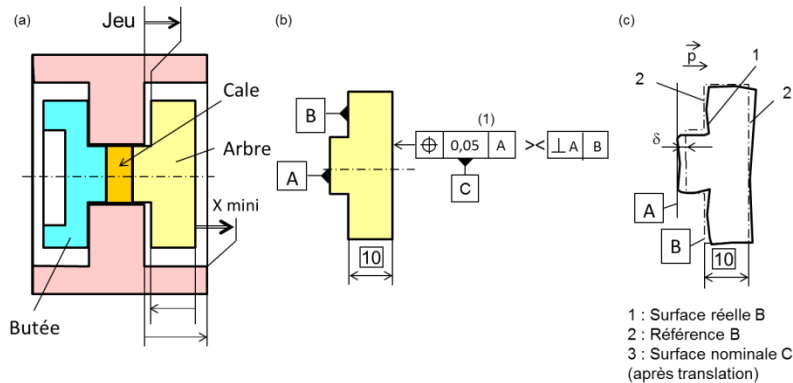 (a)
Jeu
Cale
Arbre
X mini
Butée
(b)
B
A
(1)
⌖ 0,05 A >< ⊥A B
C
10
(c)
p
1
2
2
δ
A
B
10
1 : Surface réelle B
2 : Référence B
3 : Surface nominale C
(après translation)